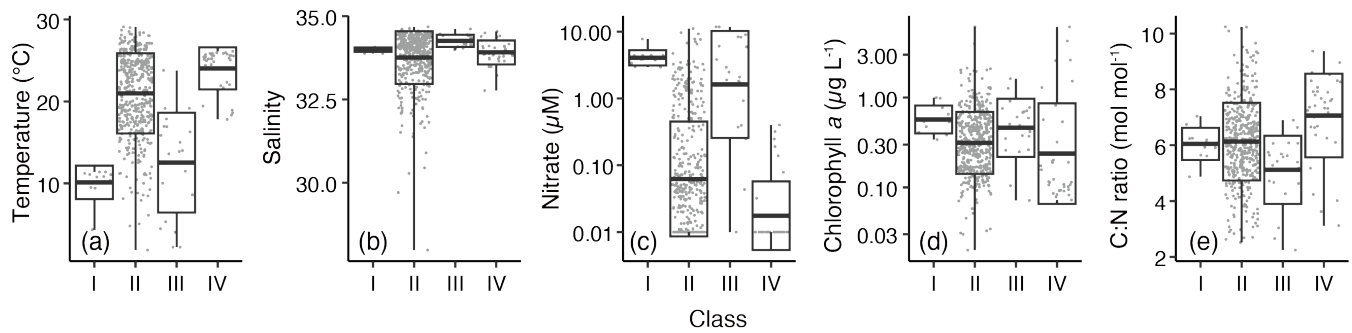 Temperature (°C)
30
20
10
(a)
I II III IV
Salinity
35.0
32.5
30.0
(b)
I II III IV
Nitrate (µM)
10.00
1.00
0.10
0.01
(c)
I II III IV
Chlorophyll a (µg L-1)
3.00
1.00
0.30
0.10
0.03
(d)
I II III IV
C:N ratio (mol mol-1)
10
8
6
4
2
(e)
I II III IV
Class